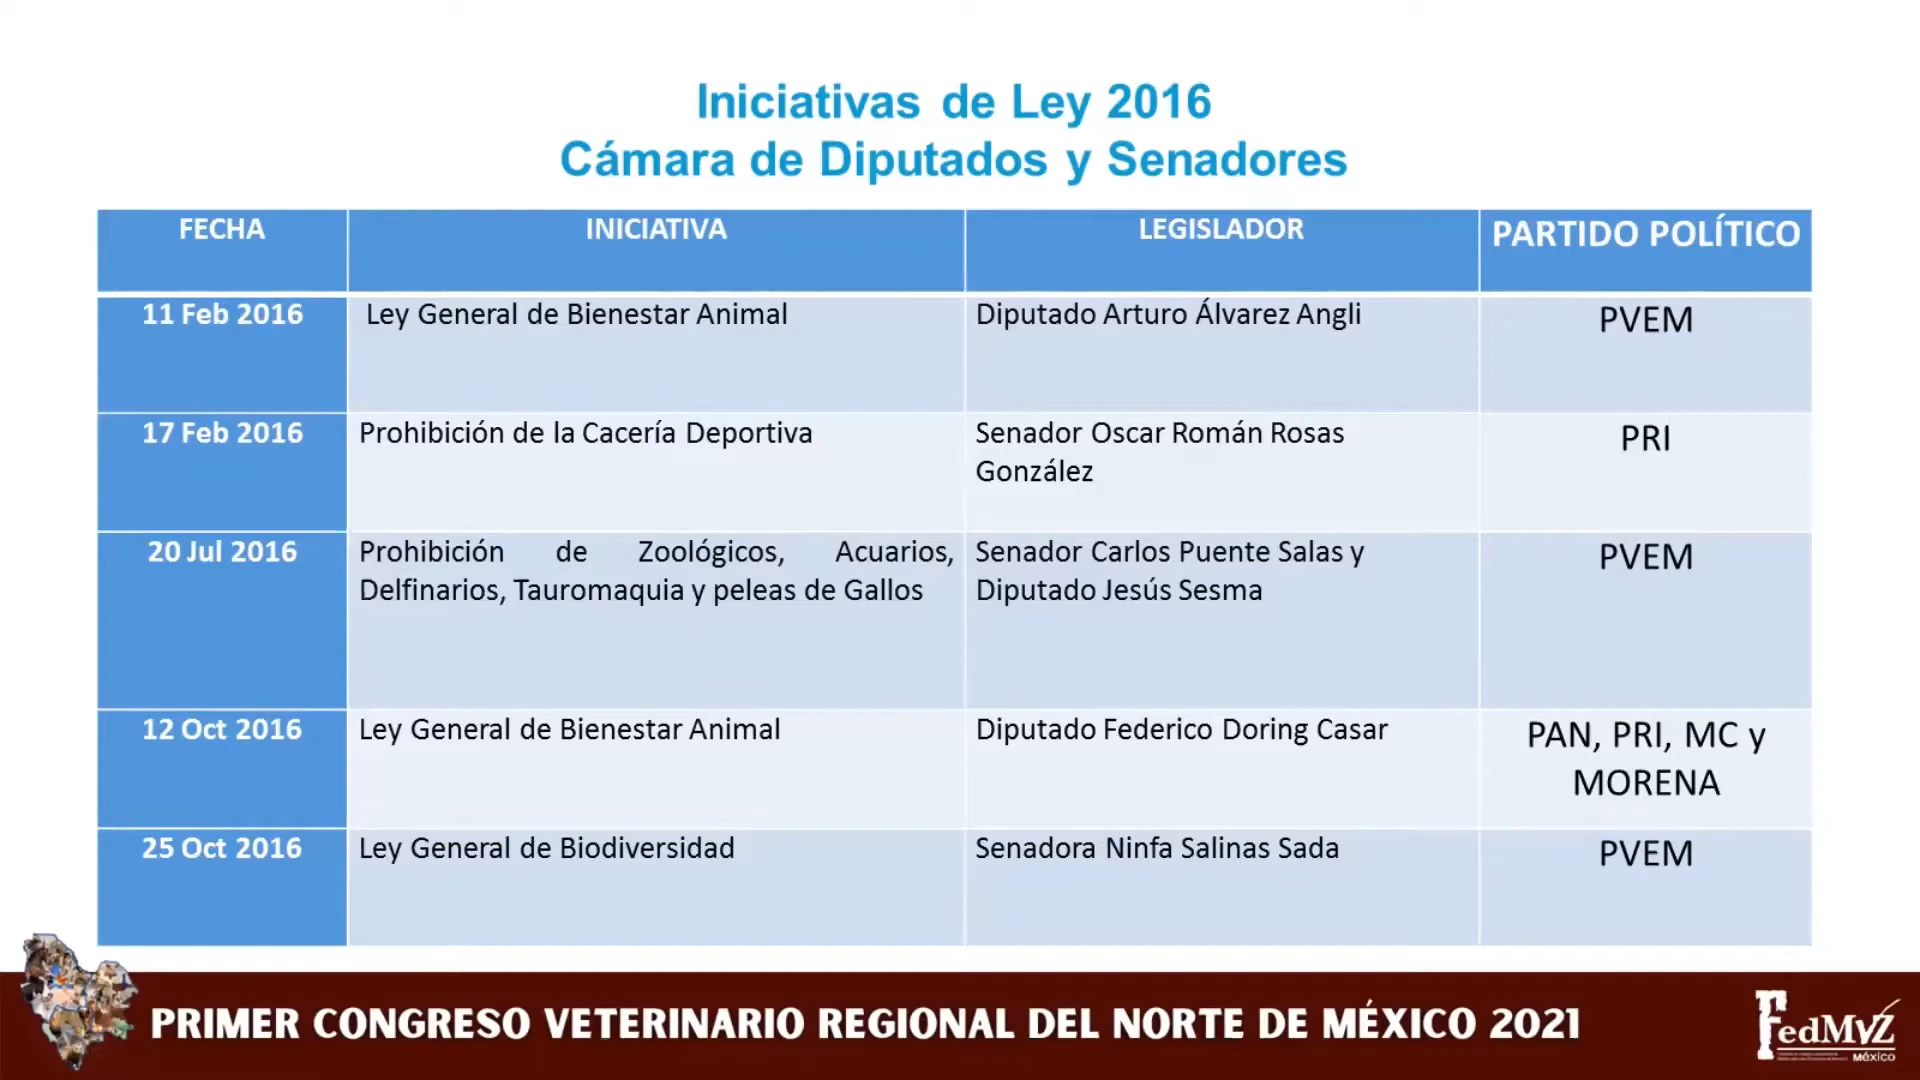 Iniciativas de Ley 2016
Cámara de Diputados y Senadores
FECHA INICIATIVA LEGISLADOR PARTIDO POLÍTICO
11 Feb 2016 Ley General de Bienestar Animal Diputado Arturo Álvarez Angli PVEM
17 Feb 2016 Prohibición de la Cacería Deportiva Senador Oscar Román Rosas González PRI
20 Jul 2016 Prohibición de Zoológicos, Acuarios, Delfinarios, Tauromaquia y peleas de Gallos Senador Carlos Puente Salas y Diputado Jesús Sesma PVEM
12 Oct 2016 Ley General de Bienestar Animal Diputado Federico Doring Casar PAN, PRI, MC y MORENA
25 Oct 2016 Ley General de Biodiversidad Senadora Ninfa Salinas Sada PVEM
PRIMER CONGRESO VETERINARIO REGIONAL DEL NORTE DE MÉXICO 2021
FedMVZ
México